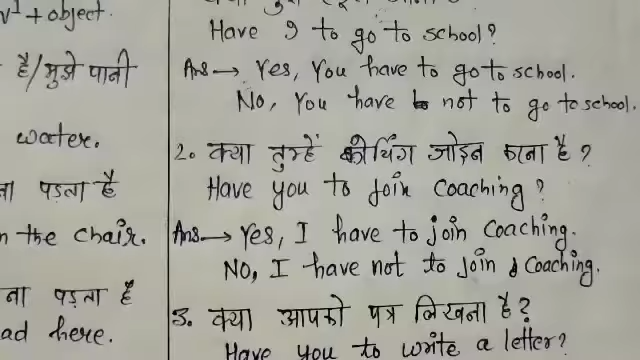 v¹ + object.
है/मुझे पानी
water.
पड़ता है
the chair.
पड़ता है
here.
Have I to go to school?
Ans → Yes, You have to go to school.
No, You have not to go to school.
2. क्या तुम्हें कोचिंग जोइन करना है?
Have you to join coaching?
Ans → Yes, I have to join coaching.
No, I have not to join coaching.
3. क्या आपको पत्र लिखना है?
Have you to write a letter?